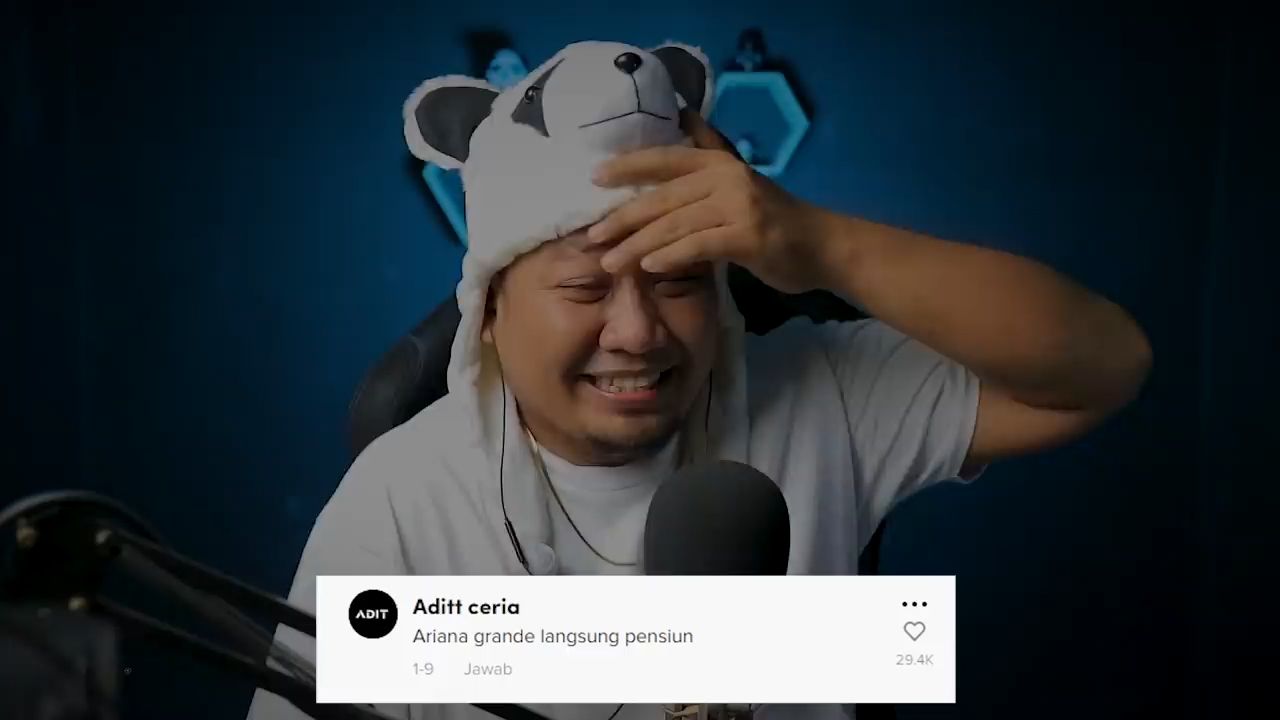 ADIT
Aditt ceria
Ariana grande langsung pensiun
1-9 Jawab
29.4K